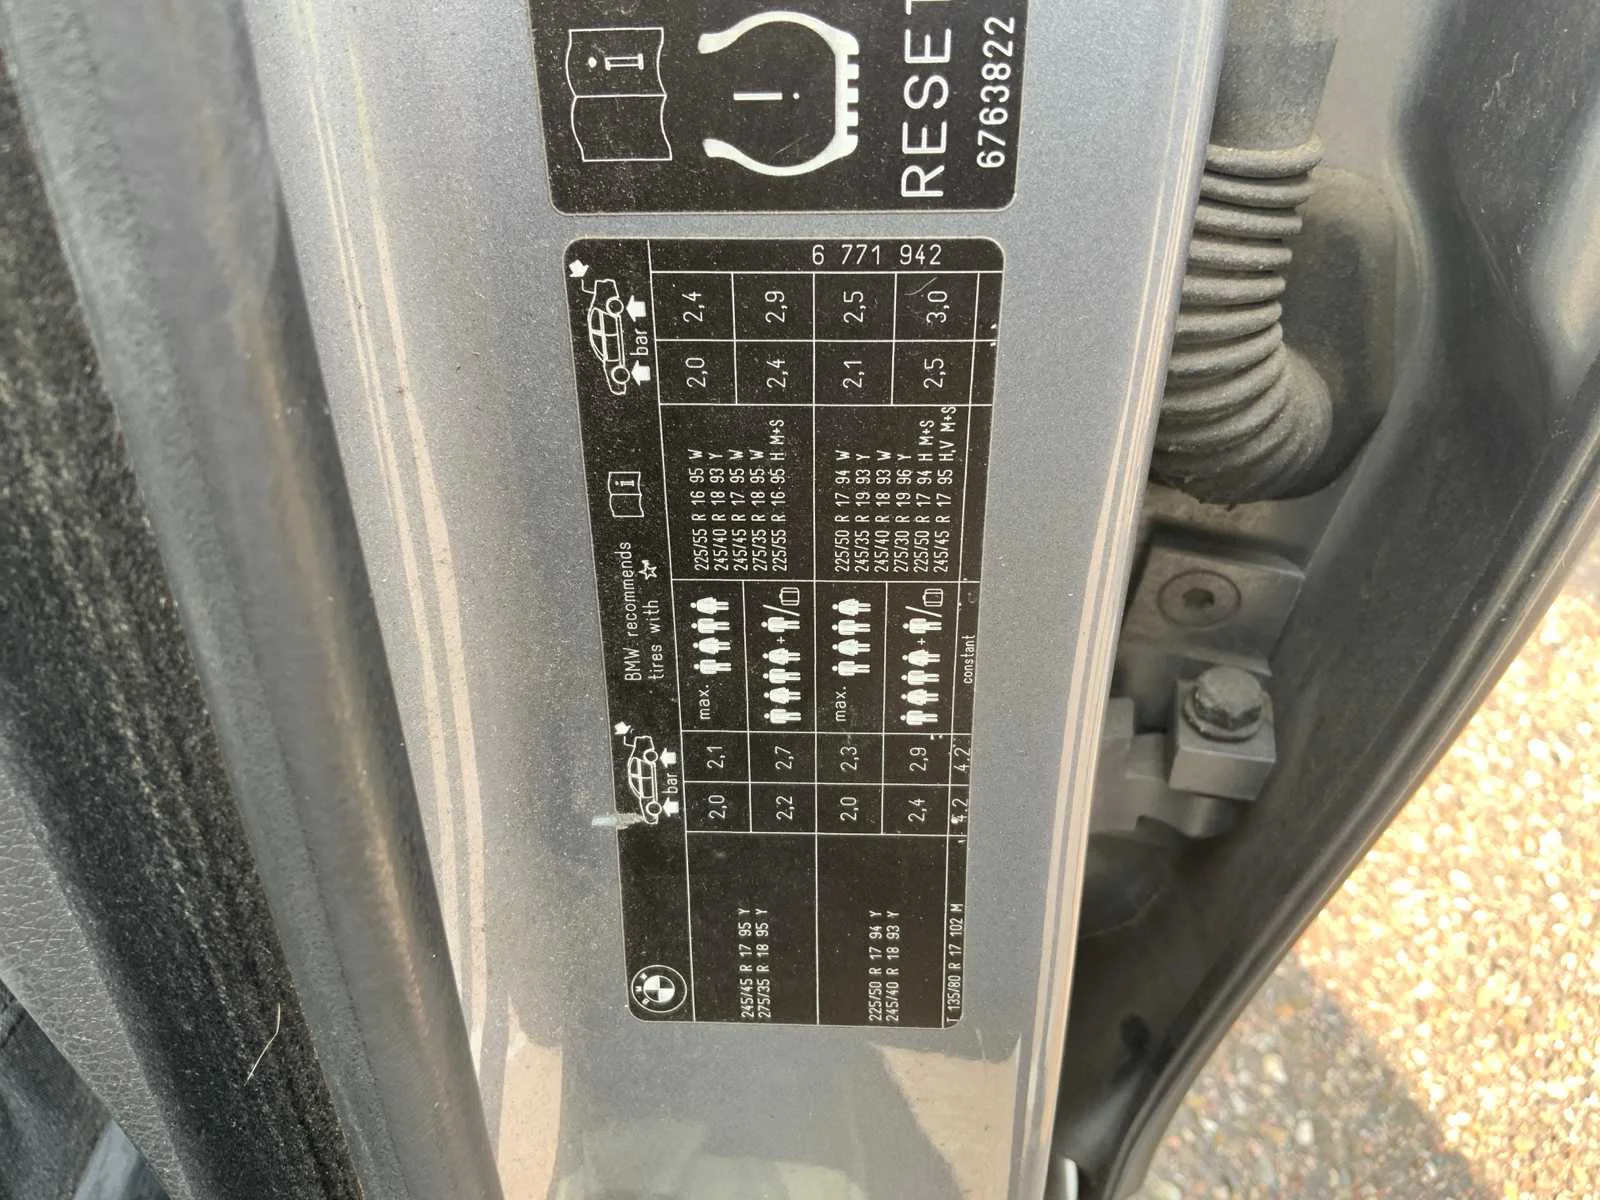 BMW
bar
BMW recommends
tires with
i
bar
6 771 942
245/45 R 17 95 Y
275/35 R 18 95 Y
2,0 2,1
max.
2,2 2,7
+ /
225/55 R 16 95 W
245/40 R 18 93 Y
245/45 R 17 95 W
275/35 R 18 95 W
225/55 R 16 95 H M+S
2,0 2,4
2,4 2,9
225/50 R 17 94 Y
245/40 R 18 93 Y
2,0 2,3
max.
2,4 2,9
+ /
225/50 R 17 94 W
245/35 R 19 93 Y
245/40 R 18 93 W
275/30 R 19 96 Y
225/50 R 17 94 H M+S
245/45 R 17 95 H,V M+S
2,1 2,5
2,5 3,0
T 135/80 R 17 102 M 4,2 4,2 constant
i
!
RESET
6763822